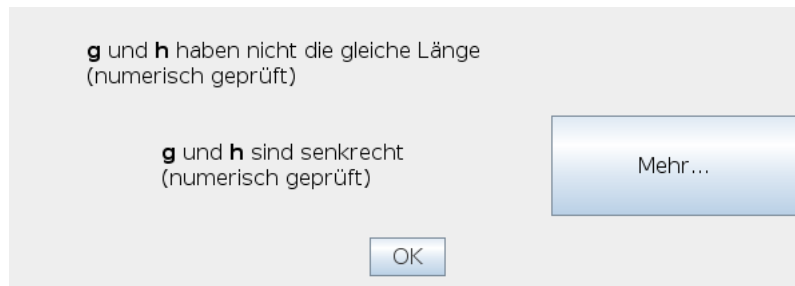 g und h haben nicht die gleiche Länge
(numerisch geprüft)
g und h sind senkrecht
(numerisch geprüft)
Mehr...
OK